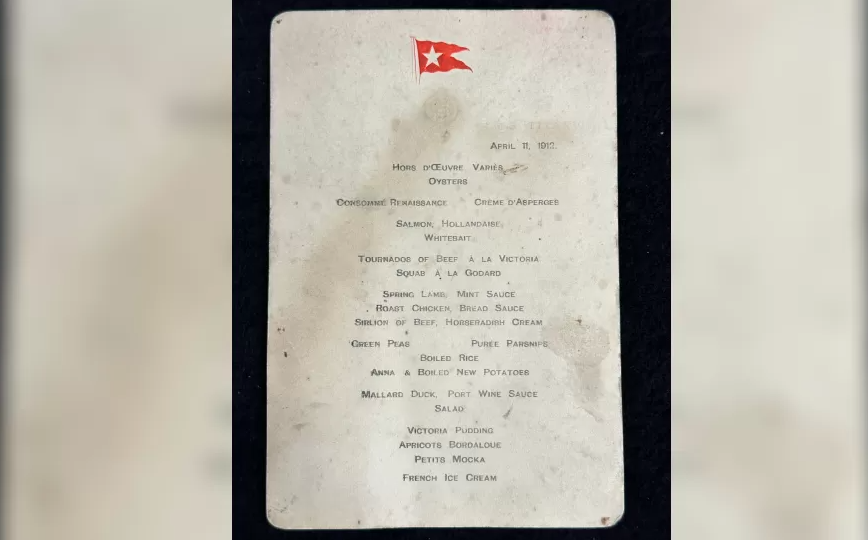 APRIL 11, 1912.
HORS D'ŒUVRE VARIÉS
OYSTERS
CONSOMMÉ RENAISSANCE CRÈME D'ASPERGES
SALMON, HOLLANDAISE
WHITEBAIT
TOURNADOS OF BEEF À LA VICTORIA
SQUAB À LA GODARD
SPRING LAMB, MINT SAUCE
ROAST CHICKEN, BREAD SAUCE
SIRLION OF BEEF, HORSERADISH CREAM
GREEN PEAS PURÉE PARSNIPS
BOILED RICE
ANNA & BOILED NEW POTATOES
MALLARD DUCK, PORT WINE SAUCE
SALAD
VICTORIA PUDDING
APRICOTS BORDALOUE
PETITS MOCKA
FRENCH ICE CREAM